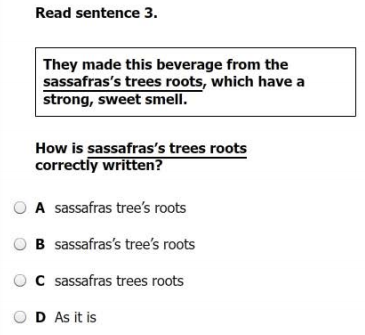 Read sentence 3.
They made this beverage from the
sassafras's trees roots, which have a
strong, sweet smell.
How is sassafras's trees roots
correctly written?
A sassafras tree's roots
B sassafras's tree's roots
C sassafras trees roots
D As it is